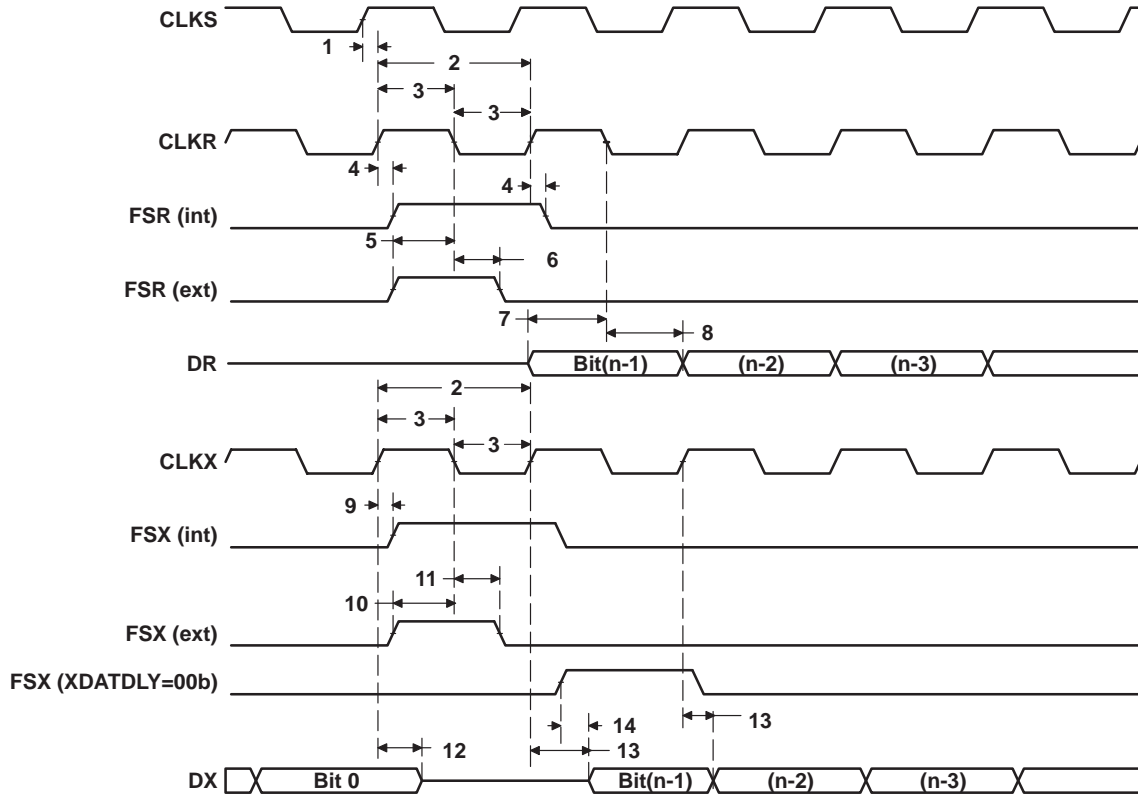 CLKS
1
2
3
3
CLKR
4
4
FSR (int)
5
6
FSR (ext)
7
8
DR
Bit(n-1)
(n-2)
(n-3)
2
3
3
CLKX
9
FSX (int)
11
10
FSX (ext)
FSX (XDATDLY=00b)
14
13
12
13
DX
Bit 0
Bit(n-1)
(n-2)
(n-3)